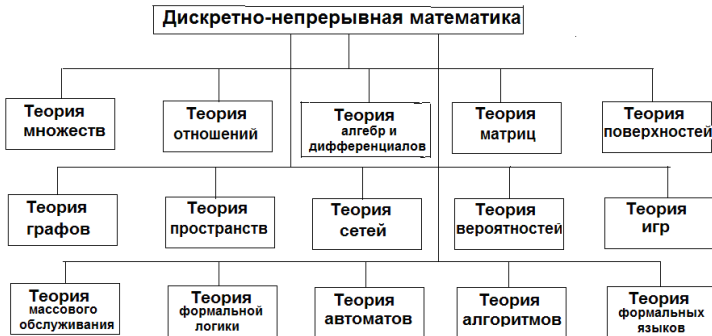 Дискретно-непрерывная математика
Теория
множеств
Теория
отношений
Теория
алгебр и
дифференциалов
Теория
матриц
Теория
поверхностей
Теория
графов
Теория
пространств
Теория
сетей
Теория
вероятностей
Теория
игр
Теория
массового
обслуживания
Теория
формальной
логики
Теория
автоматов
Теория
алгоритмов
Теория
формальных
языков